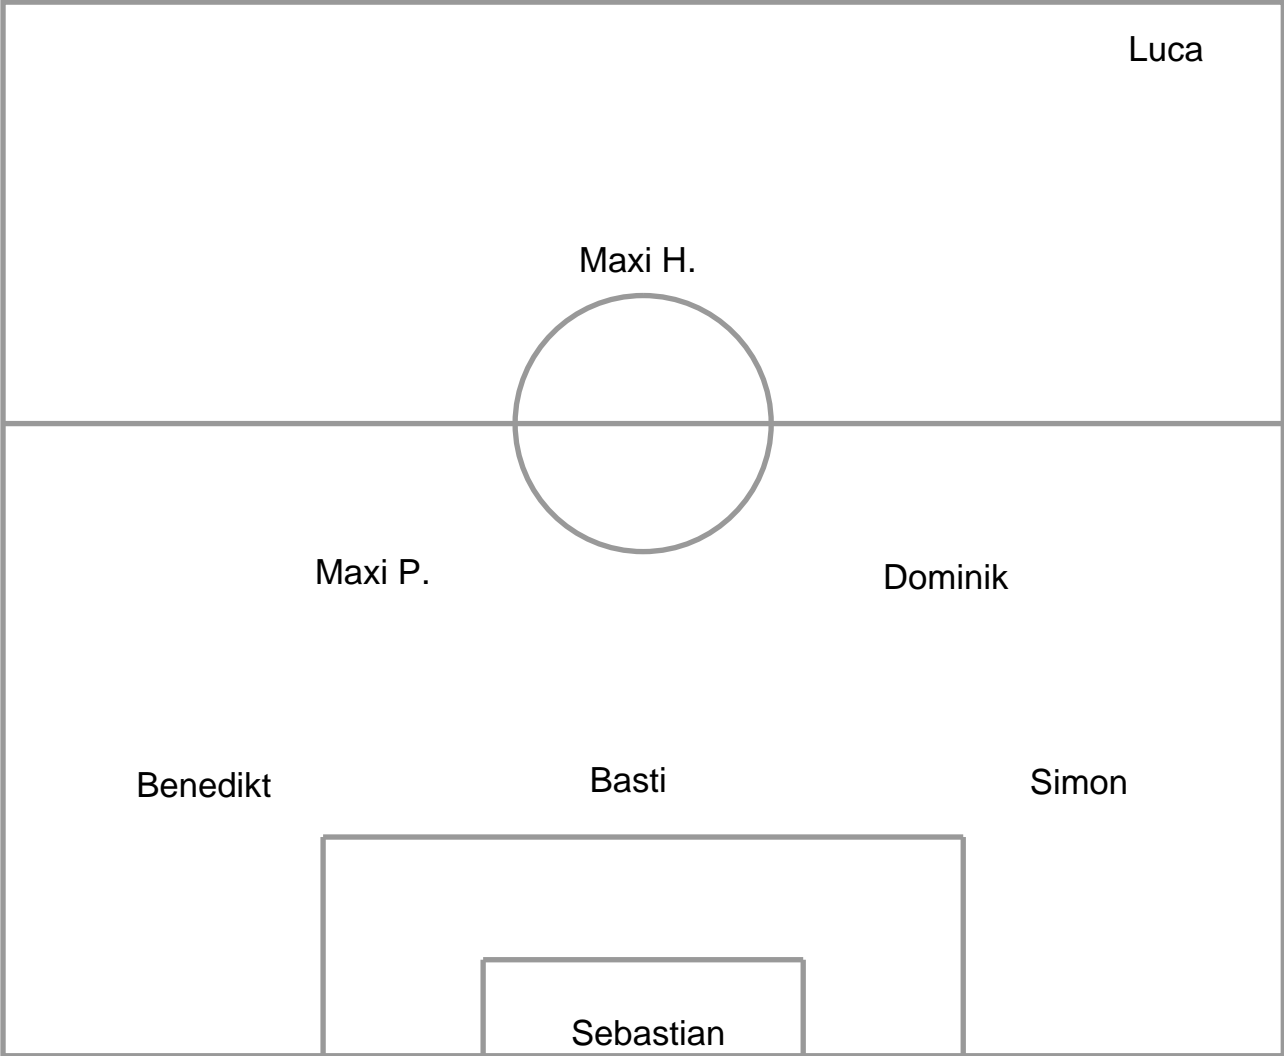 Luca
Maxi H.
Maxi P.
Dominik
Benedikt
Basti
Simon
Sebastian